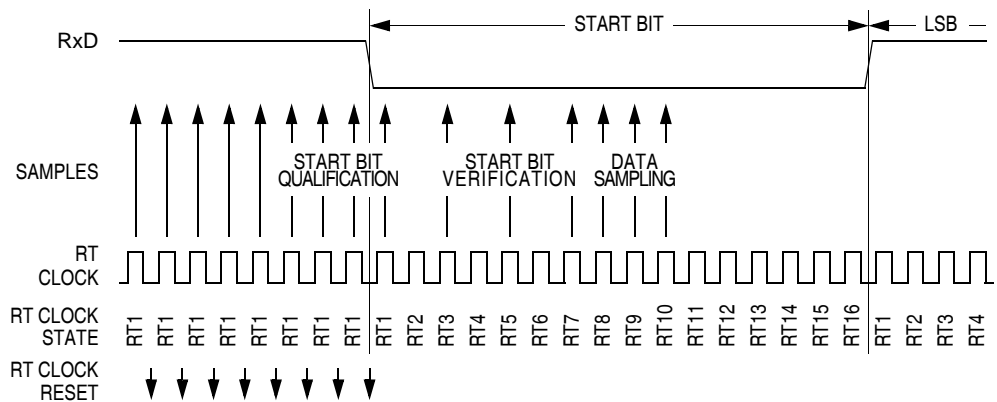 START BIT
LSB
RxD
SAMPLES
START BIT
QUALIFICATION
START BIT
VERIFICATION
DATA
SAMPLING
RT
CLOCK
RT CLOCK
STATE
RT1 RT1 RT1 RT1 RT1 RT1 RT1 RT1 RT1 RT2 RT3 RT4 RT5 RT6 RT7 RT8 RT9 RT10 RT11 RT12 RT13 RT14 RT15 RT16 RT1 RT2 RT3 RT4
RT CLOCK
RESET